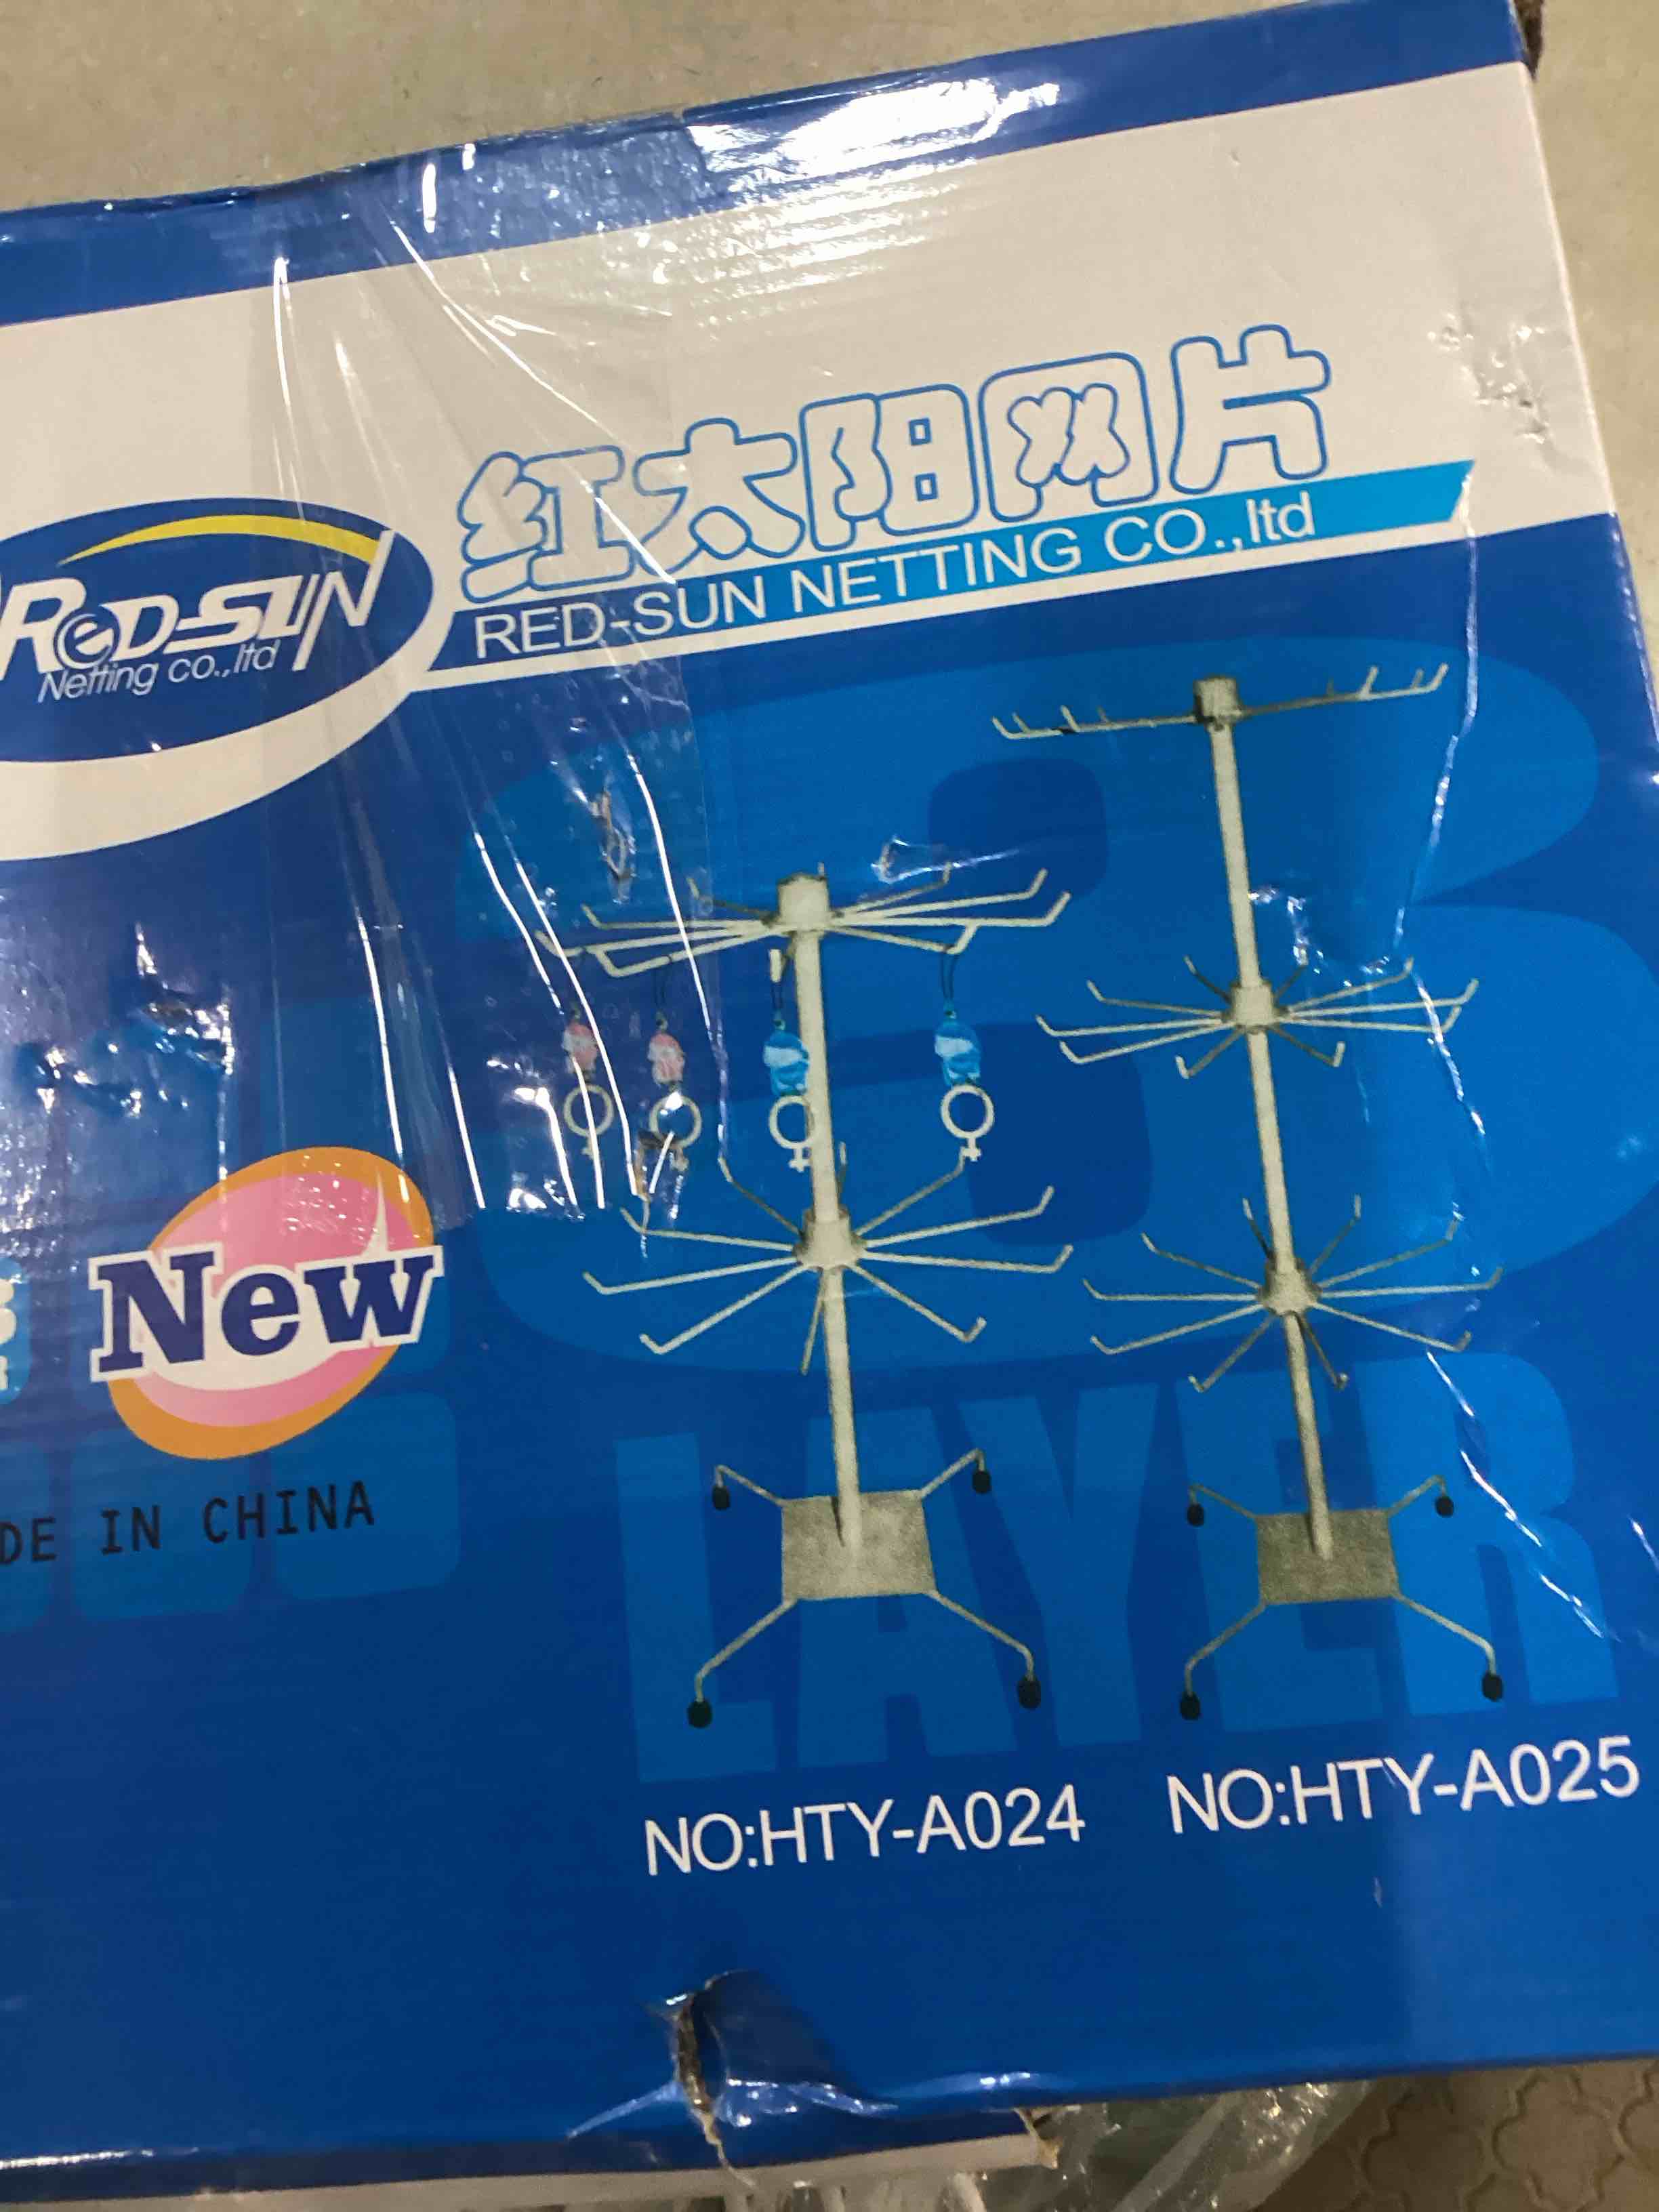 红太阳网片
RED-SUN NETTING CO.,ltd
ReD-SUN
Netting co.,ltd
New
DE IN CHINA
3
LAYER
NO:HTY-A024
NO:HTY-A025